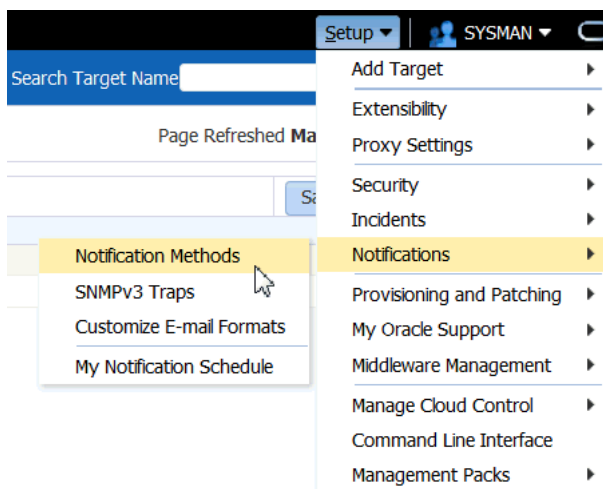 Setup SYSMAN
Search Target Name
Page Refreshed Ma
Sa
Add Target
Extensibility
Proxy Settings
Security
Incidents
Notifications
Notification Methods
SNMPv3 Traps
Customize E-mail Formats
My Notification Schedule
Provisioning and Patching
My Oracle Support
Middleware Management
Manage Cloud Control
Command Line Interface
Management Packs